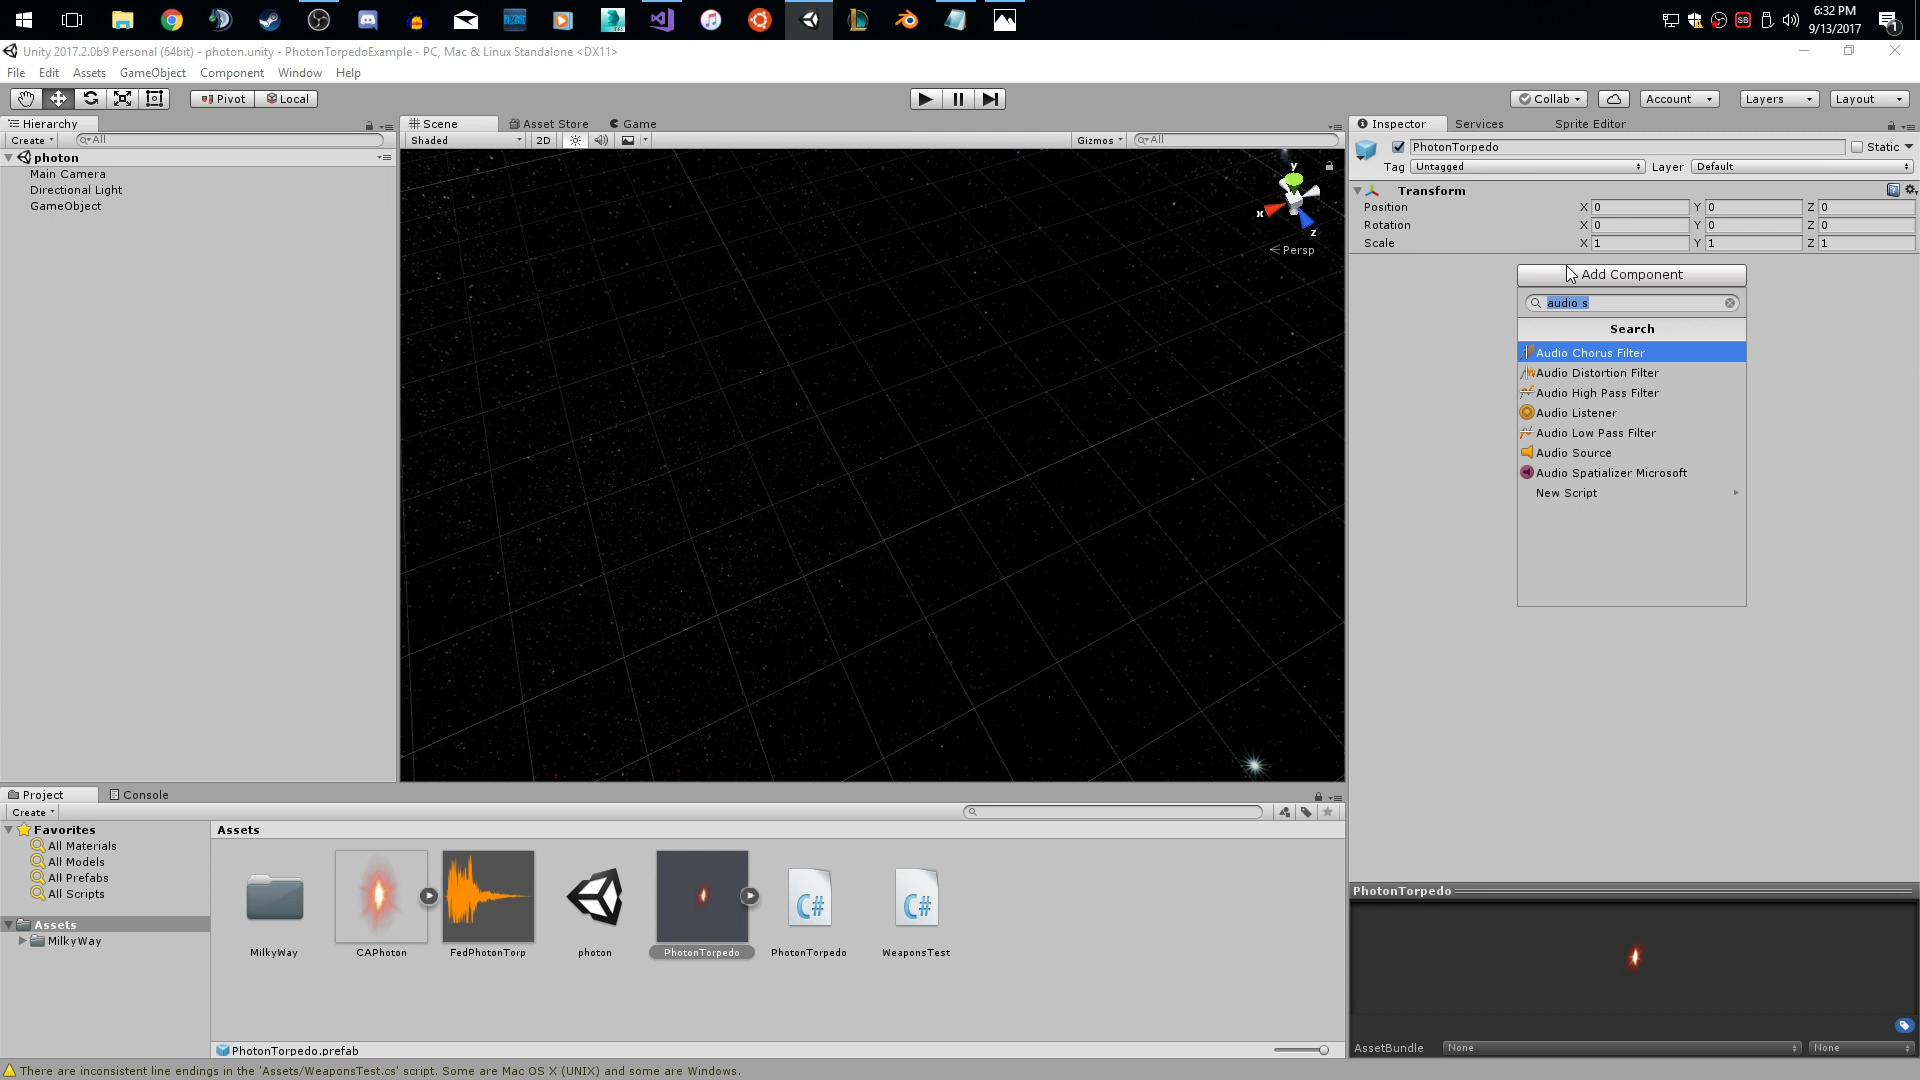 6:32 PM
9/13/2017
1
SB
Unity 2017.2.0b9 Personal (64bit) - photon.unity - PhotonTorpedoExample - PC, Mac & Linux Standalone <DX11>
File Edit Assets GameObject Component Window Help
Pivot Local
Collab Account Layers Layout
Hierarchy
Create All
photon
Main Camera
Directional Light
GameObject
Scene Asset Store Game
Shaded 2D Gizmos All
y
x
z
Persp
Inspector Services Sprite Editor
PhotonTorpedo Static
Tag Untagged Layer Default
Transform
Position X 0 Y 0 Z 0
Rotation X 0 Y 0 Z 0
Scale X 1 Y 1 Z 1
Add Component
audio s
Search
Audio Chorus Filter
Audio Distortion Filter
Audio High Pass Filter
Audio Listener
Audio Low Pass Filter
Audio Source
Audio Spatializer Microsoft
New Script
Project Console
Create
Favorites
All Materials
All Models
All Prefabs
All Scripts
Assets
MilkyWay
Assets
C# C#
MilkyWay CAPhoton FedPhotonTorp photon PhotonTorpedo PhotonTorpedo WeaponsTest
PhotonTorpedo.prefab
PhotonTorpedo
AssetBundle None None
There are inconsistent line endings in the 'Assets/WeaponsTest.cs' script. Some are Mac OS X (UNIX) and some are Windows.